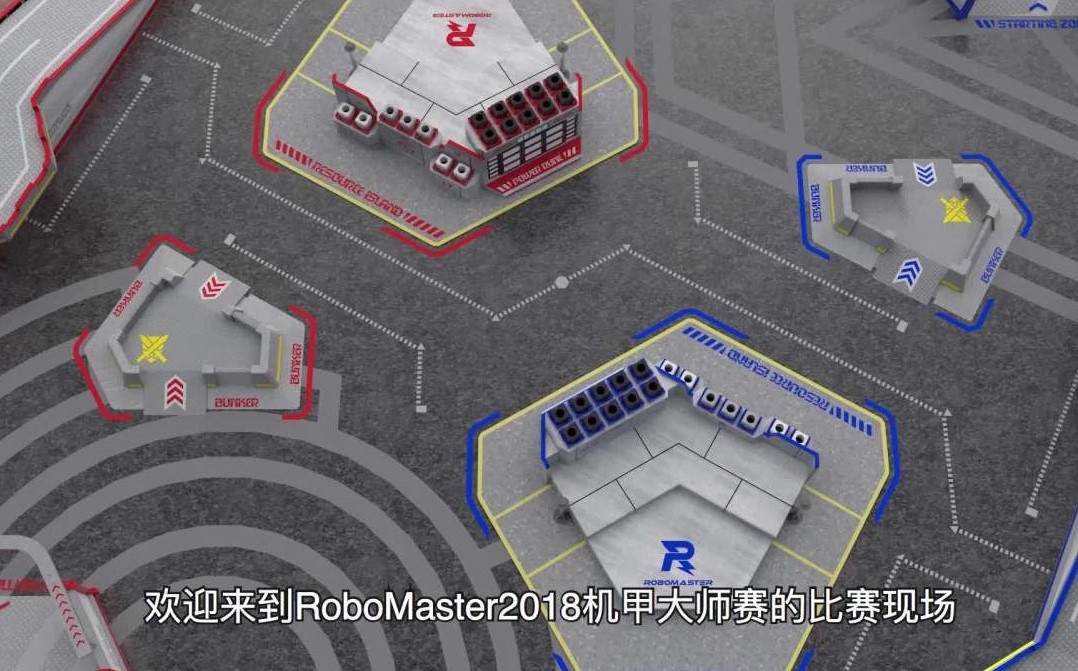 STARTING ZO
ROBOMASTER
RESOURCE ISLAND
POWER RUNE
BUNKER
BUNKER
BUNKER
BUNKER
BUNKER
BUNKER
RESOURCE ISLAND
ROBOMASTER
欢迎来到RoboMaster2018机甲大师赛的比赛现场